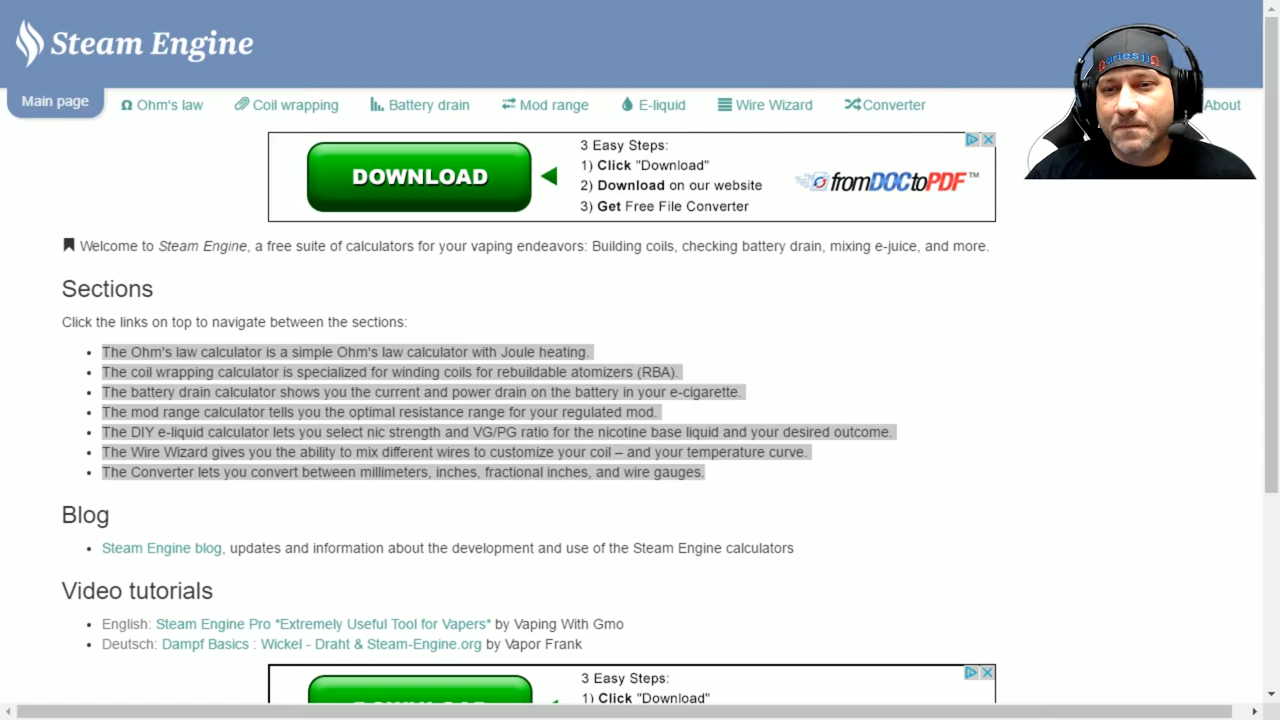 Steam Engine
Main page
Ω Ohm's law
Coil wrapping
Battery drain
Mod range
E-liquid
Wire Wizard
Converter
About
DOWNLOAD
3 Easy Steps:
1) Click "Download"
2) Download on our website
3) Get Free File Converter
fromDOCtoPDF™
Welcome to Steam Engine, a free suite of calculators for your vaping endeavors: Building coils, checking battery drain, mixing e-juice, and more.
Sections
Click the links on top to navigate between the sections:
• The Ohm's law calculator is a simple Ohm's law calculator with Joule heating.
• The coil wrapping calculator is specialized for winding coils for rebuildable atomizers (RBA).
• The battery drain calculator shows you the current and power drain on the battery in your e-cigarette.
• The mod range calculator tells you the optimal resistance range for your regulated mod.
• The DIY e-liquid calculator lets you select nic strength and VG/PG ratio for the nicotine base liquid and your desired outcome.
• The Wire Wizard gives you the ability to mix different wires to customize your coil – and your temperature curve.
• The Converter lets you convert between millimeters, inches, fractional inches, and wire gauges.
Blog
• Steam Engine blog, updates and information about the development and use of the Steam Engine calculators
Video tutorials
• English: Steam Engine Pro *Extremely Useful Tool for Vapers* by Vaping With Gmo
• Deutsch: Dampf Basics : Wickel - Draht & Steam-Engine.org by Vapor Frank
3 Easy Steps:
1) Click "Download"